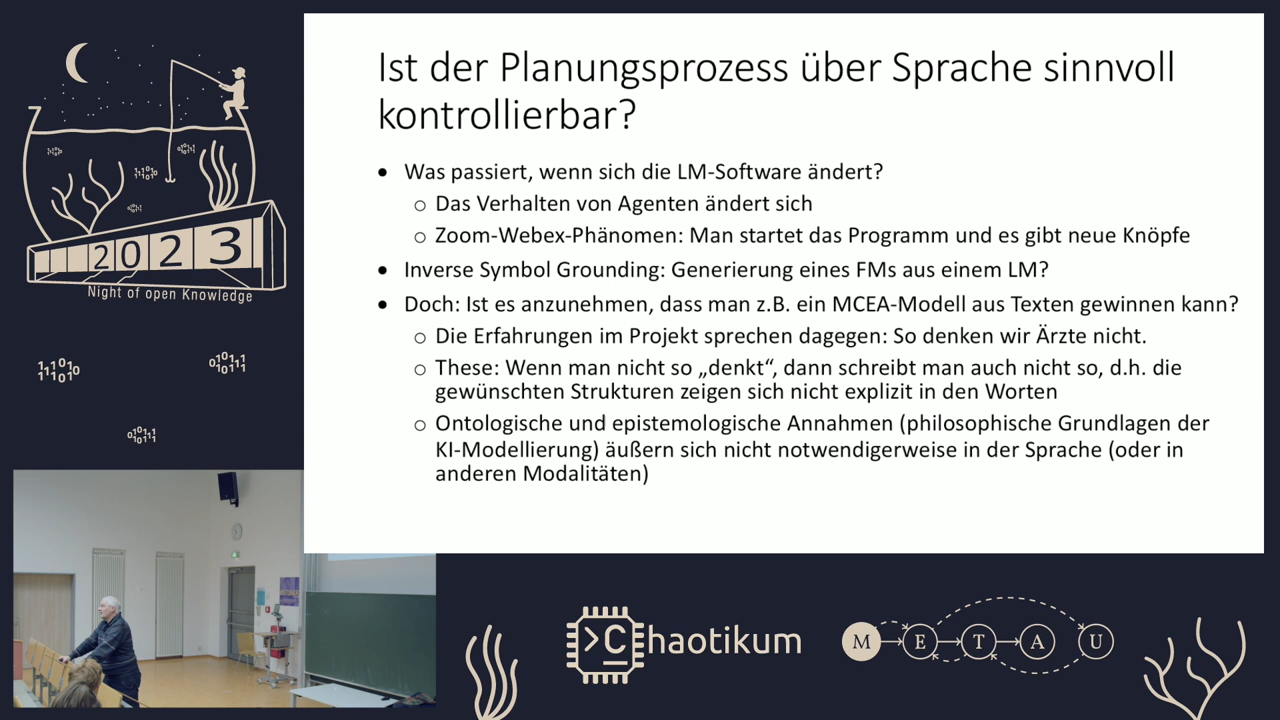 Ist der Planungsprozess über Sprache sinnvoll
kontrollierbar?
• Was passiert, wenn sich die LM-Software ändert?
o Das Verhalten von Agenten ändert sich
o Zoom-Webex-Phänomen: Man startet das Programm und es gibt neue Knöpfe
• Inverse Symbol Grounding: Generierung eines FMs aus einem LM?
• Doch: Ist es anzunehmen, dass man z.B. ein MCEA-Modell aus Texten gewinnen kann?
o Die Erfahrungen im Projekt sprechen dagegen: So denken wir Ärzte nicht.
o These: Wenn man nicht so „denkt“, dann schreibt man auch nicht so, d.h. die
gewünschten Strukturen zeigen sich nicht explizit in den Worten
o Ontologische und epistemologische Annahmen (philosophische Grundlagen der
KI-Modellierung) äußern sich nicht notwendigerweise in der Sprache (oder in
anderen Modalitäten)
2023
Night of open Knowledge
>Chaotikum
M E T A U